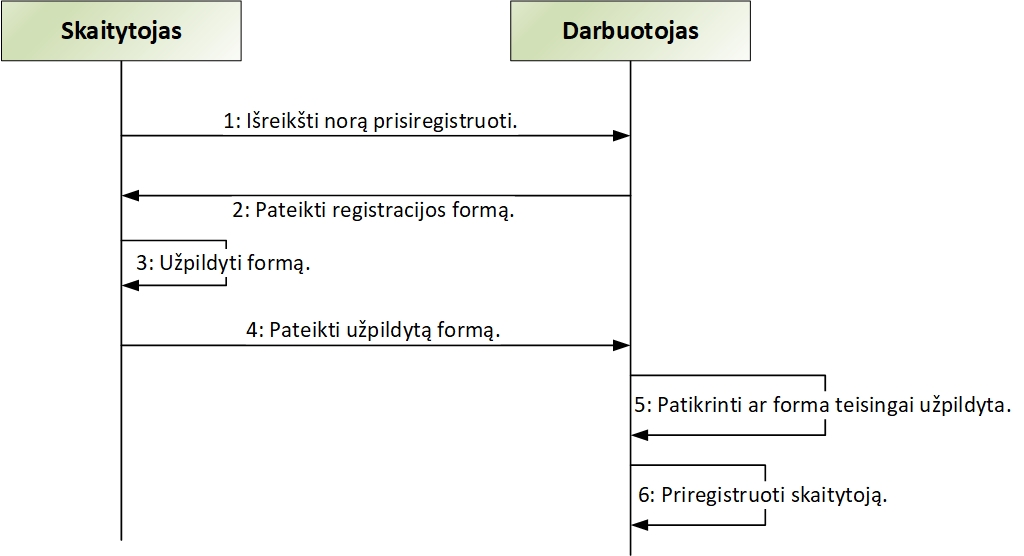 Skaitytojas
Darbuotojas
1: Išreikšti norą prisiregistruoti.
2: Pateikti registracijos formą.
3: Užpildyti formą.
4: Pateikti užpildytą formą.
5: Patikrinti ar forma teisingai užpildyta.
6: Priregistruoti skaitytoją.